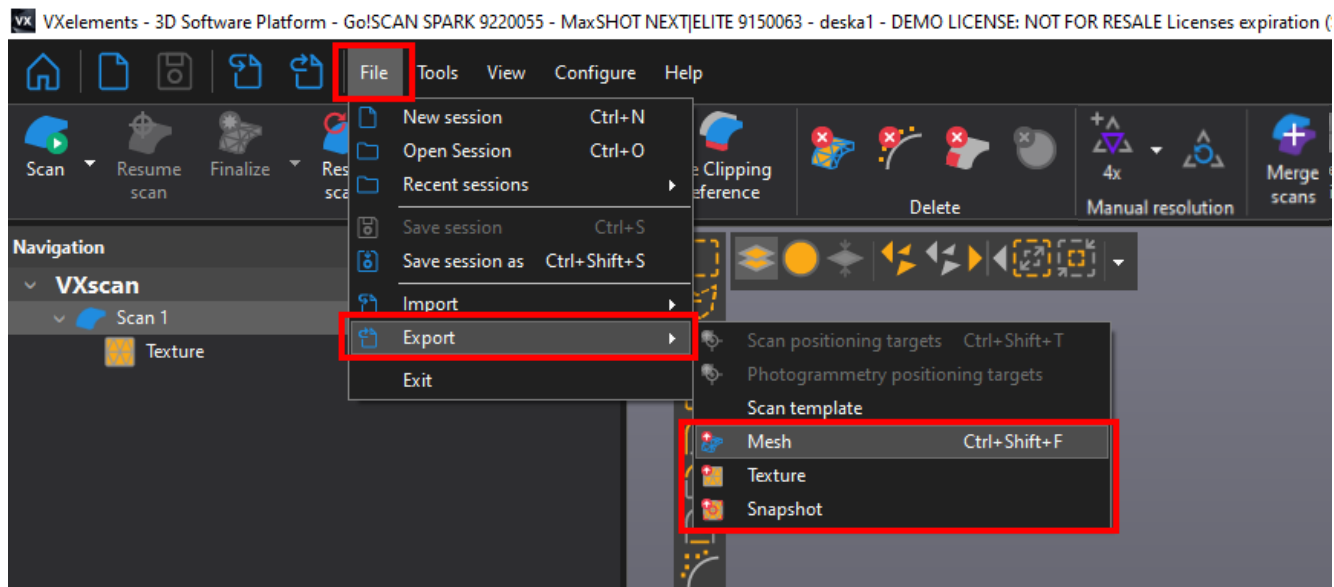 VX VXelements - 3D Software Platform - Go!SCAN SPARK 9220055 - MaxSHOT NEXT|ELITE 9150063 - deska1 - DEMO LICENSE: NOT FOR RESALE Licenses expiration (
File Tools View Configure Help
Scan
Resume
scan
Finalize
Res
sca
New session Ctrl+N
Open Session Ctrl+O
Recent sessions
Save session Ctrl+S
Save session as Ctrl+Shift+S
Import
Export
Exit
e Clipping
eference
Delete
4x
Manual resolution
Merge
scans
Navigation
VXscan
Scan 1
Texture
Scan positioning targets Ctrl+Shift+T
Photogrammetry positioning targets
Scan template
Mesh Ctrl+Shift+F
Texture
Snapshot